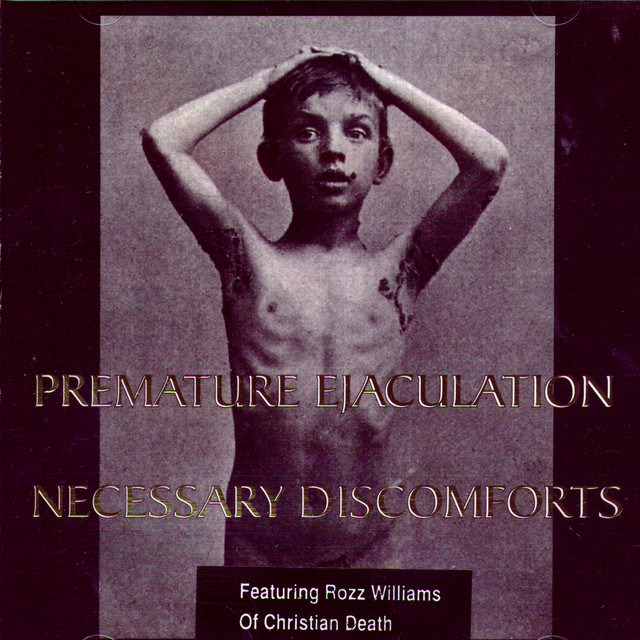 PREMATURE EJACULATION
NECESSARY DISCOMFORTS
Featuring Rozz Williams
Of Christian Death